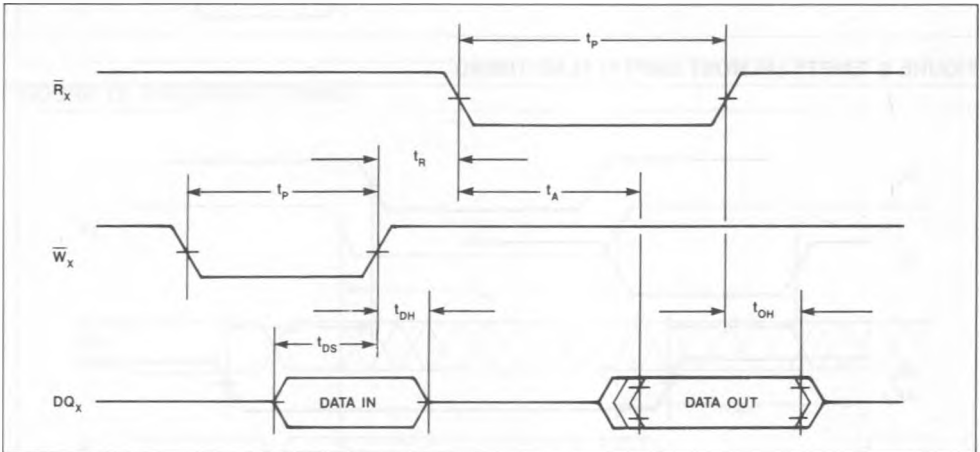 t_P
R̅_X
t_R
t_P
t_A
W̅_X
t_DH
t_OH
t_DS
DQ_X
DATA IN
DATA OUT